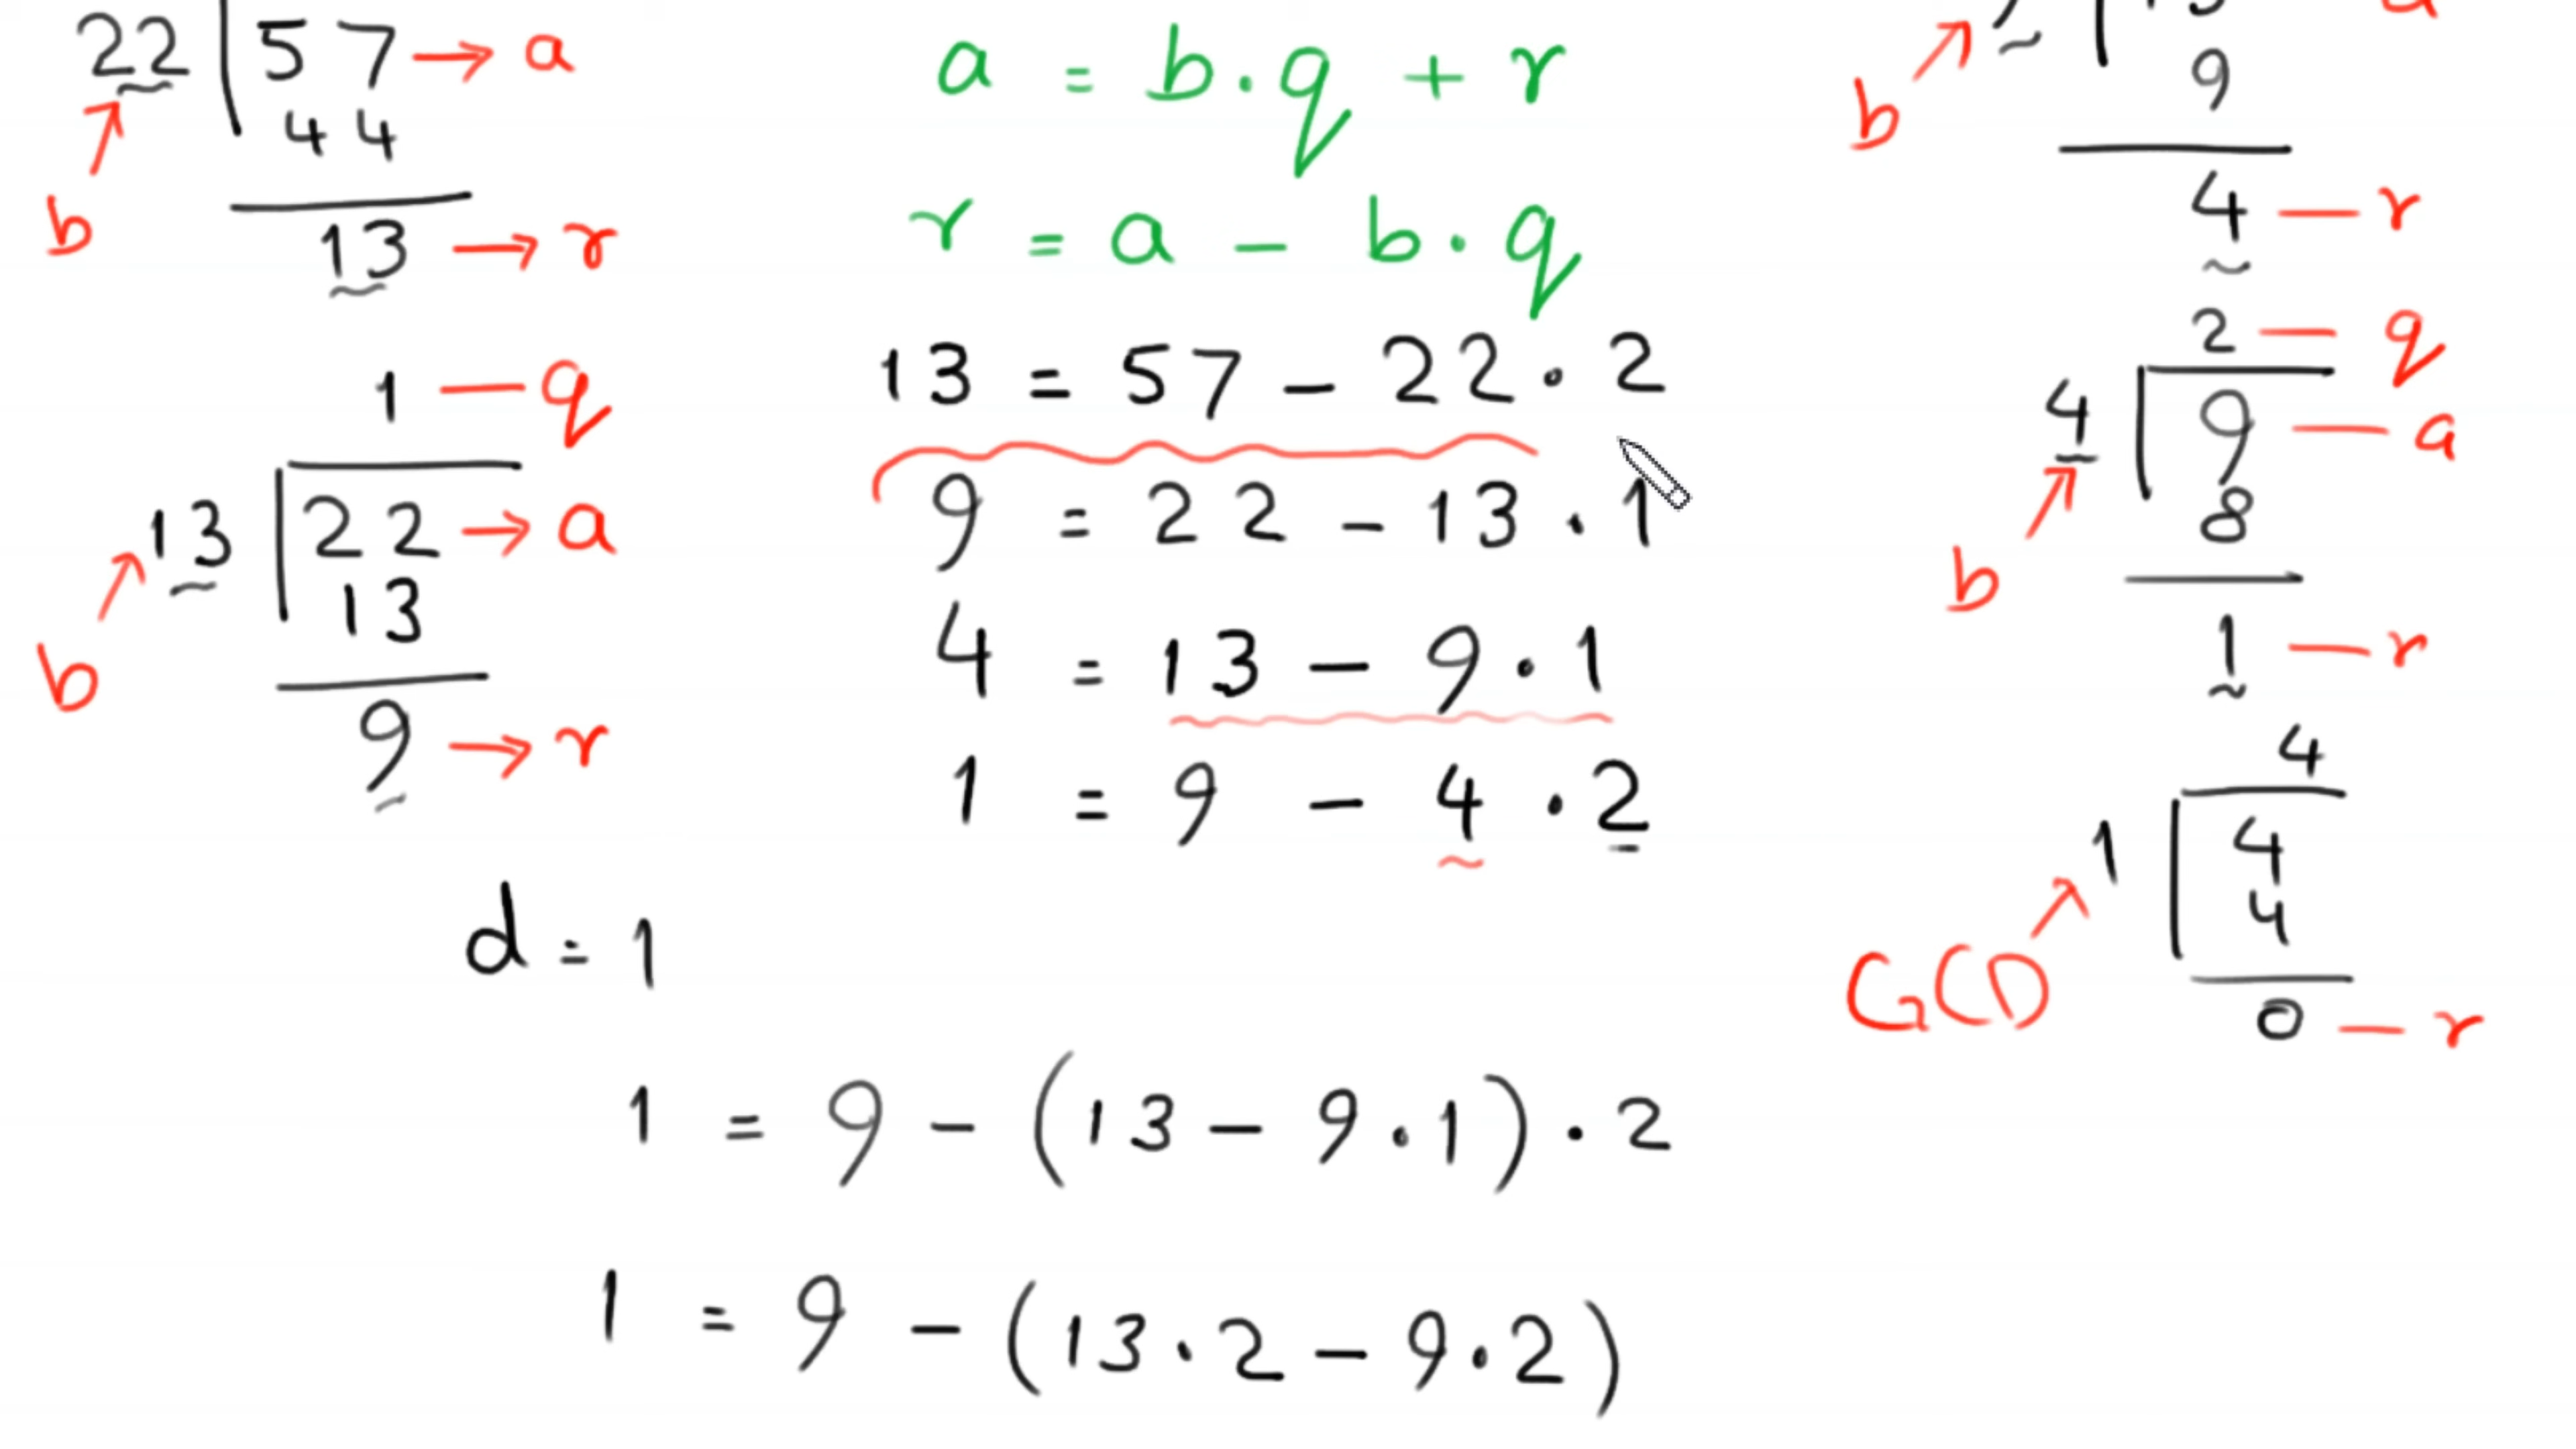 22 | 57 → a
b
44
13 → r
1 — q
13 | 22 → a
b
13
9 → r
a = b·q + r
r = a - b·q
13 = 57 - 22·2
9 = 22 - 13·1
4 = 13 - 9·1
1 = 9 - 4·2
b
9
4 — r
2 — q
4 | 9 — a
b
8
1 — r
4
1 | 4
4
GCD
0 — r
d = 1
1 = 9 - (13 - 9·1)·2
1 = 9 - (13·2 - 9·2)